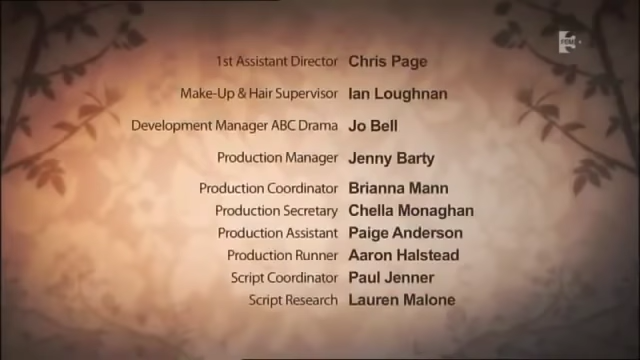 1st Assistant Director Chris Page
Make-Up & Hair Supervisor Ian Loughnan
Development Manager ABC Drama Jo Bell
Production Manager Jenny Barty
Production Coordinator Brianna Mann
Production Secretary Chella Monaghan
Production Assistant Paige Anderson
Production Runner Aaron Halstead
Script Coordinator Paul Jenner
Script Research Lauren Malone